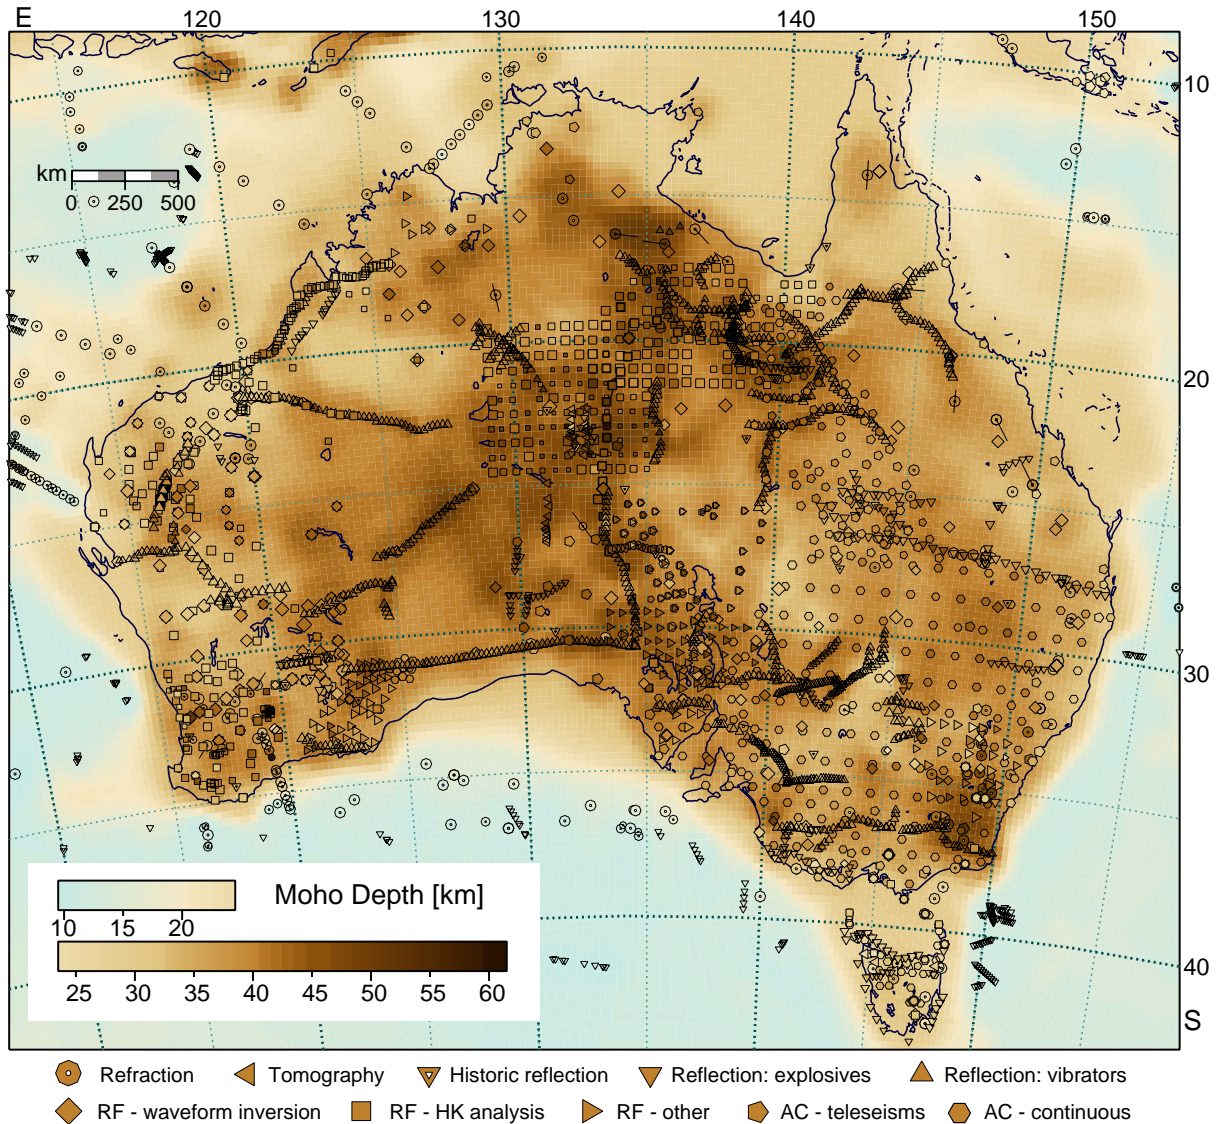 E 120 130 140 150
10
km
0 250 500
20
30
Moho Depth [km]
10 15 20
25 30 35 40 45 50 55 60
40
S
Refraction Tomography Historic reflection Reflection: explosives Reflection: vibrators
RF - waveform inversion RF - HK analysis RF - other AC - teleseisms AC - continuous